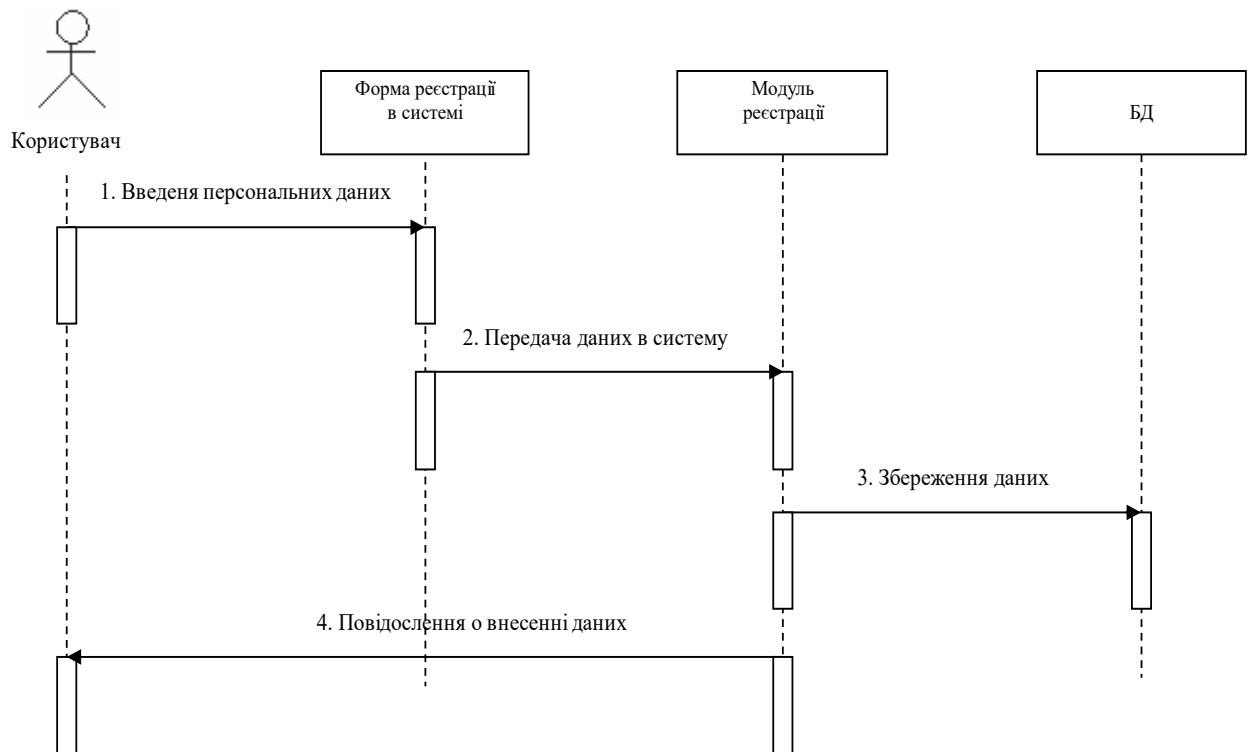 Користувач
Форма реєстрації
в системі
Модуль
реєстрації
БД
1. Введеня персональних даних
2. Передача даних в систему
3. Збереження даних
4. Повідослення о внесенні даних